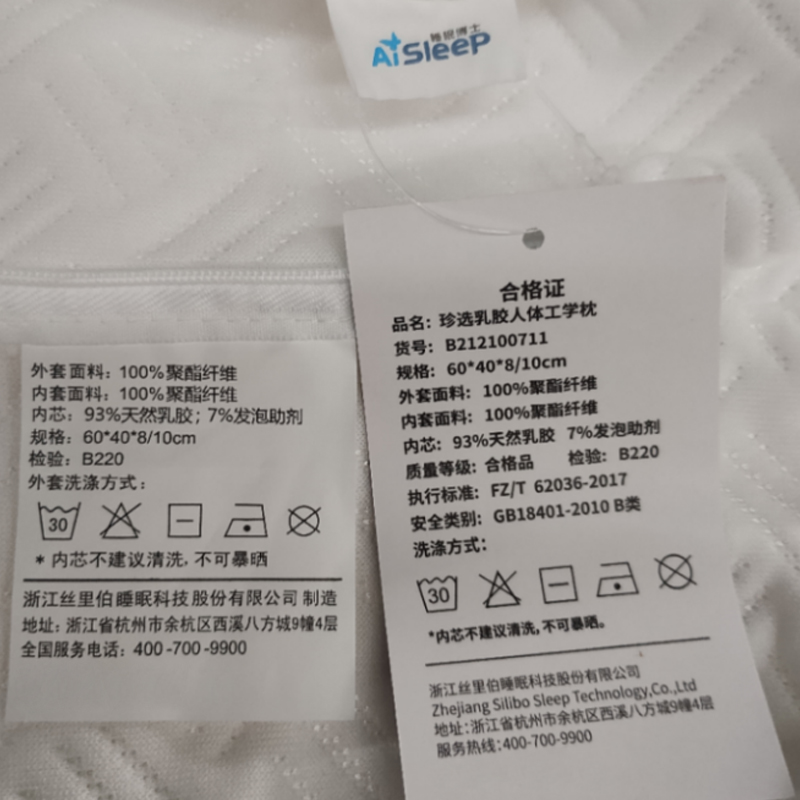 睡眠博士
AiSleep
外套面料：100%聚酯纤维
内套面料：100%聚酯纤维
内芯：93%天然乳胶；7%发泡助剂
规格：60*40*8/10cm
检验：B220
外套洗涤方式：
30
*内芯不建议清洗，不可暴晒
浙江丝里伯睡眠科技股份有限公司 制造
地址：浙江省杭州市余杭区西溪八方城9幢4层
全国服务电话：400-700-9900
合格证
品名：珍选乳胶人体工学枕
货号：B212100711
规格：60*40*8/10cm
外套面料：100%聚酯纤维
内套面料：100%聚酯纤维
内芯：93%天然乳胶 7%发泡助剂
质量等级：合格品 检验：B220
执行标准：FZ/T 62036-2017
安全类别：GB18401-2010 B类
洗涤方式：
30
*内芯不建议清洗，不可暴晒。
浙江丝里伯睡眠科技股份有限公司
Zhejiang Silibo Sleep Technology,Co.,Ltd
地址：浙江省杭州市余杭区西溪八方城9幢4层
服务热线：400-700-9900